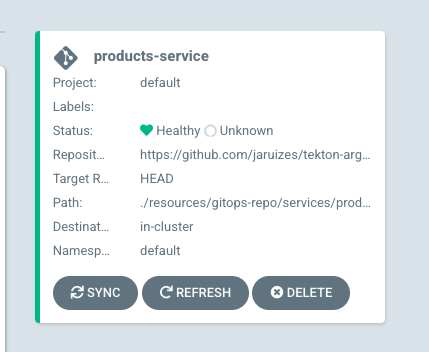 products-service
Project: default
Labels:
Status: Healthy Unknown
Reposit... https://github.com/jaruizes/tekton-arg...
Target R... HEAD
Path: ./resources/gitops-repo/services/prod...
Destinat... in-cluster
Namesp... default
SYNC REFRESH DELETE